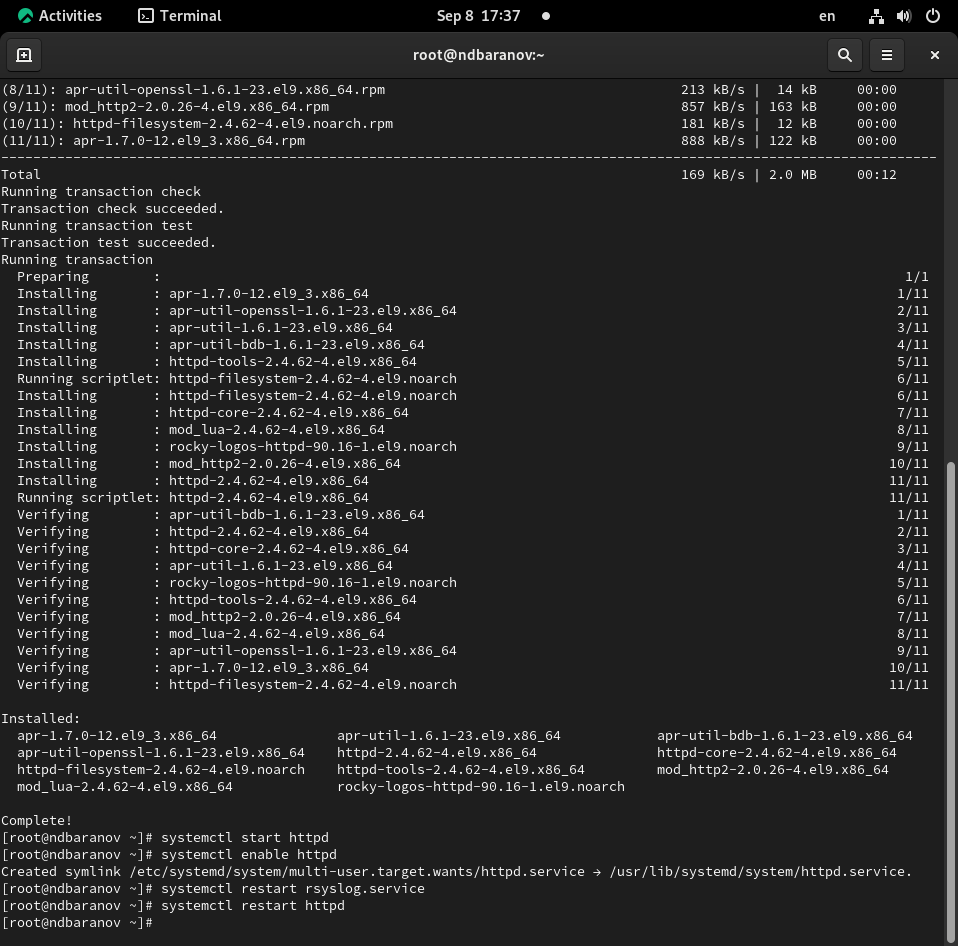 Activities Terminal Sep 8 17:37 en
root@ndbaranov:~
(8/11): apr-util-openssl-1.6.1-23.el9.x86_64.rpm 213 kB/s | 14 kB 00:00
(9/11): mod_http2-2.0.26-4.el9.x86_64.rpm 857 kB/s | 163 kB 00:00
(10/11): httpd-filesystem-2.4.62-4.el9.noarch.rpm 181 kB/s | 12 kB 00:00
(11/11): apr-1.7.0-12.el9_3.x86_64.rpm 888 kB/s | 122 kB 00:00
--------------------------------------------------------------------------------
Total 169 kB/s | 2.0 MB 00:12
Running transaction check
Transaction check succeeded.
Running transaction test
Transaction test succeeded.
Running transaction
Preparing : 1/1
Installing : apr-1.7.0-12.el9_3.x86_64 1/11
Installing : apr-util-openssl-1.6.1-23.el9.x86_64 2/11
Installing : apr-util-1.6.1-23.el9.x86_64 3/11
Installing : apr-util-bdb-1.6.1-23.el9.x86_64 4/11
Installing : httpd-tools-2.4.62-4.el9.x86_64 5/11
Running scriptlet: httpd-filesystem-2.4.62-4.el9.noarch 6/11
Installing : httpd-filesystem-2.4.62-4.el9.noarch 6/11
Installing : httpd-core-2.4.62-4.el9.x86_64 7/11
Installing : mod_lua-2.4.62-4.el9.x86_64 8/11
Installing : rocky-logos-httpd-90.16-1.el9.noarch 9/11
Installing : mod_http2-2.0.26-4.el9.x86_64 10/11
Installing : httpd-2.4.62-4.el9.x86_64 11/11
Running scriptlet: httpd-2.4.62-4.el9.x86_64 11/11
Verifying : apr-util-bdb-1.6.1-23.el9.x86_64 1/11
Verifying : httpd-2.4.62-4.el9.x86_64 2/11
Verifying : httpd-core-2.4.62-4.el9.x86_64 3/11
Verifying : apr-util-1.6.1-23.el9.x86_64 4/11
Verifying : rocky-logos-httpd-90.16-1.el9.noarch 5/11
Verifying : httpd-tools-2.4.62-4.el9.x86_64 6/11
Verifying : mod_http2-2.0.26-4.el9.x86_64 7/11
Verifying : mod_lua-2.4.62-4.el9.x86_64 8/11
Verifying : apr-util-openssl-1.6.1-23.el9.x86_64 9/11
Verifying : apr-1.7.0-12.el9_3.x86_64 10/11
Verifying : httpd-filesystem-2.4.62-4.el9.noarch 11/11
Installed:
apr-1.7.0-12.el9_3.x86_64 apr-util-1.6.1-23.el9.x86_64 apr-util-bdb-1.6.1-23.el9.x86_64
apr-util-openssl-1.6.1-23.el9.x86_64 httpd-2.4.62-4.el9.x86_64 httpd-core-2.4.62-4.el9.x86_64
httpd-filesystem-2.4.62-4.el9.noarch httpd-tools-2.4.62-4.el9.x86_64 mod_http2-2.0.26-4.el9.x86_64
mod_lua-2.4.62-4.el9.x86_64 rocky-logos-httpd-90.16-1.el9.noarch
Complete!
[root@ndbaranov ~]# systemctl start httpd
[root@ndbaranov ~]# systemctl enable httpd
Created symlink /etc/systemd/system/multi-user.target.wants/httpd.service → /usr/lib/systemd/system/httpd.service.
[root@ndbaranov ~]# systemctl restart rsyslog.service
[root@ndbaranov ~]# systemctl restart httpd
[root@ndbaranov ~]#